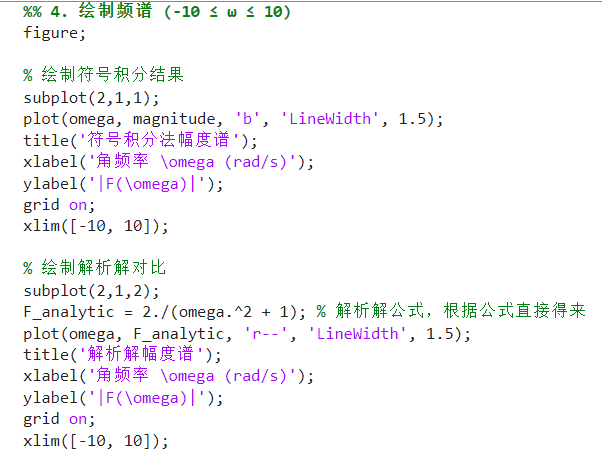 %% 4. 绘制频谱 (-10 ≤ ω ≤ 10)
figure;
% 绘制符号积分结果
subplot(2,1,1);
plot(omega, magnitude, 'b', 'LineWidth', 1.5);
title('符号积分法幅度谱');
xlabel('角频率 \omega (rad/s)');
ylabel('|F(\omega)|');
grid on;
xlim([-10, 10]);
% 绘制解析解对比
subplot(2,1,2);
F_analytic = 2./(omega.^2 + 1); % 解析解公式，根据公式直接得来
plot(omega, F_analytic, 'r--', 'LineWidth', 1.5);
title('解析解幅度谱');
xlabel('角频率 \omega (rad/s)');
ylabel('|F(\omega)|');
grid on;
xlim([-10, 10]);